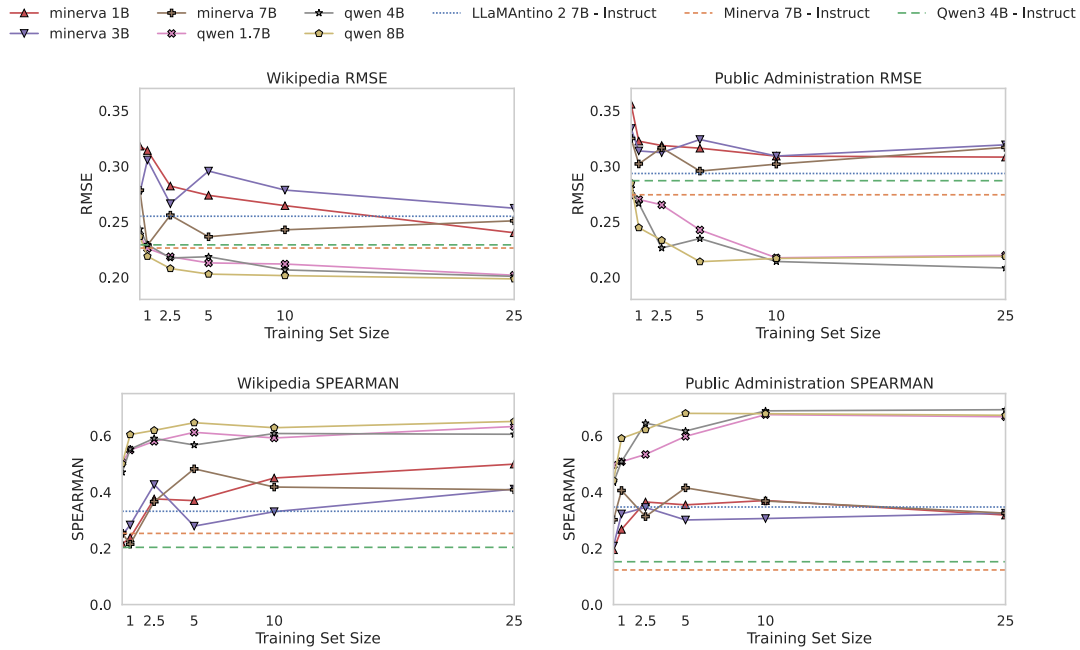 minerva 1B minerva 7B qwen 4B LLaMAntino 2 7B - Instruct Minerva 7B - Instruct Qwen3 4B - Instruct
minerva 3B qwen 1.7B qwen 8B
Wikipedia RMSE
RMSE
0.35
0.30
0.25
0.20
1 2.5 5 10 25
Training Set Size
Public Administration RMSE
RMSE
0.35
0.30
0.25
0.20
1 2.5 5 10 25
Training Set Size
Wikipedia SPEARMAN
SPEARMAN
0.6
0.4
0.2
0.0
1 2.5 5 10 25
Training Set Size
Public Administration SPEARMAN
SPEARMAN
0.6
0.4
0.2
0.0
1 2.5 5 10 25
Training Set Size